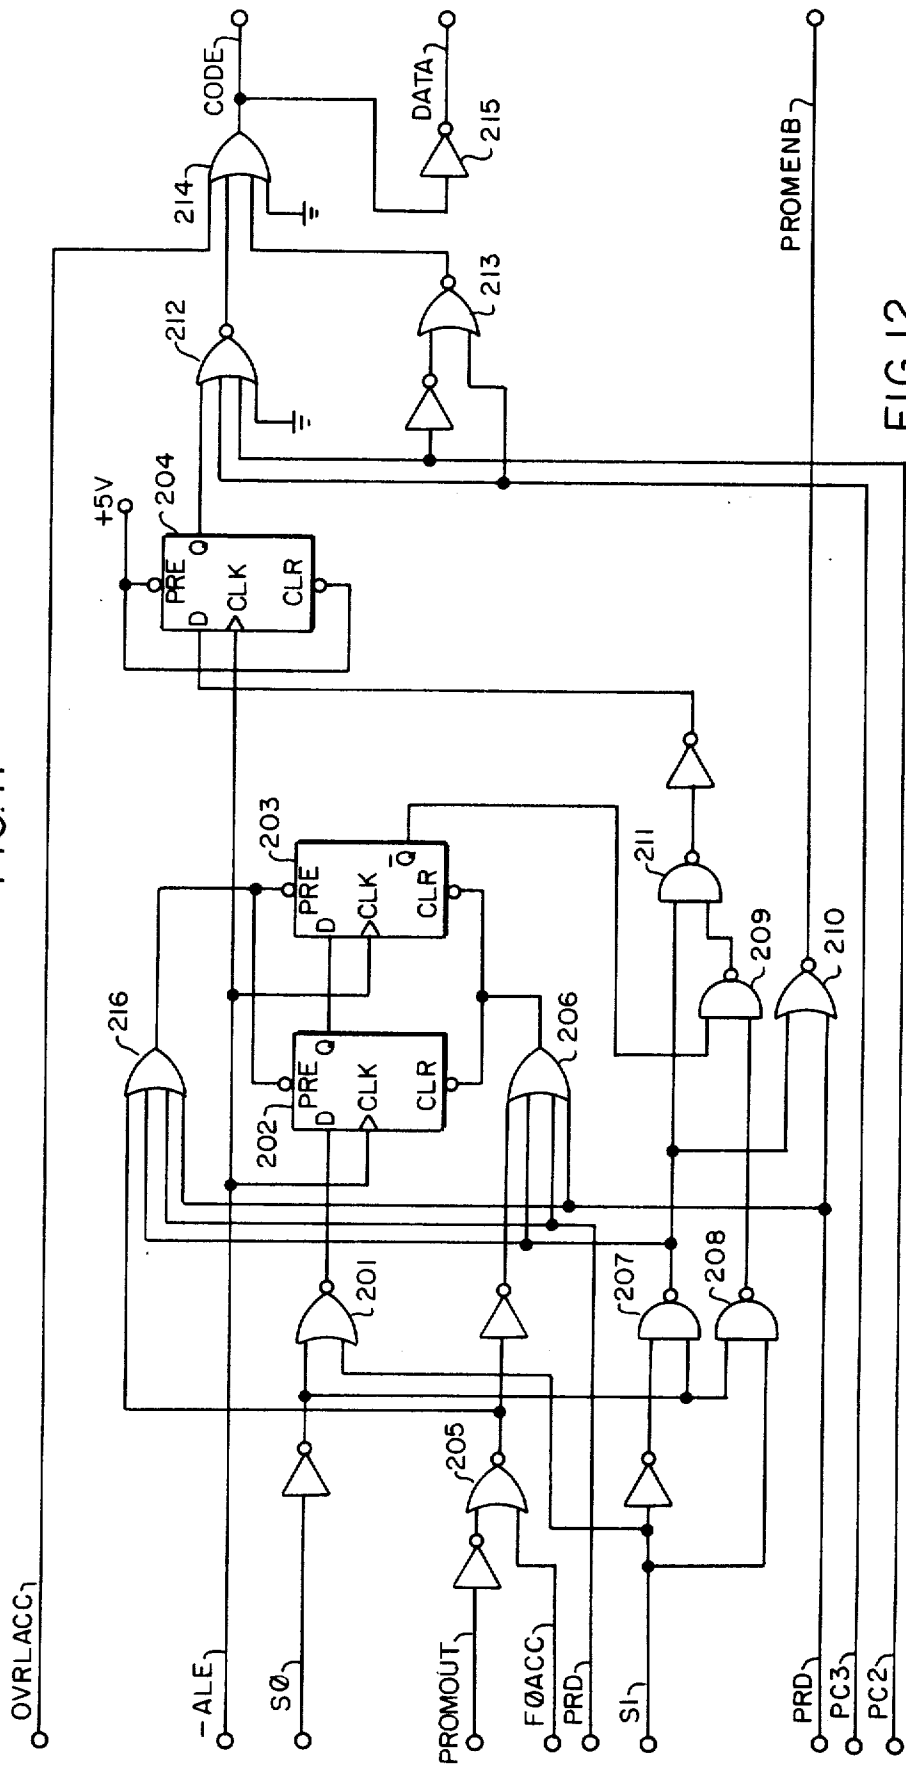 OVRLACC
-ALE
SØ
PROMOUT
FØACC
PRD
S1
PRD
PC3
PC2
201
205
207
208
216
202
PRE
D
Q
CLK
CLR
206
203
PRE
D
Q̅
CLK
CLR
211
209
210
+5V
204
PRE
D
Q
CLK
CLR
212
213
214
215
CODE
DATA
PROMENB
FIG.12